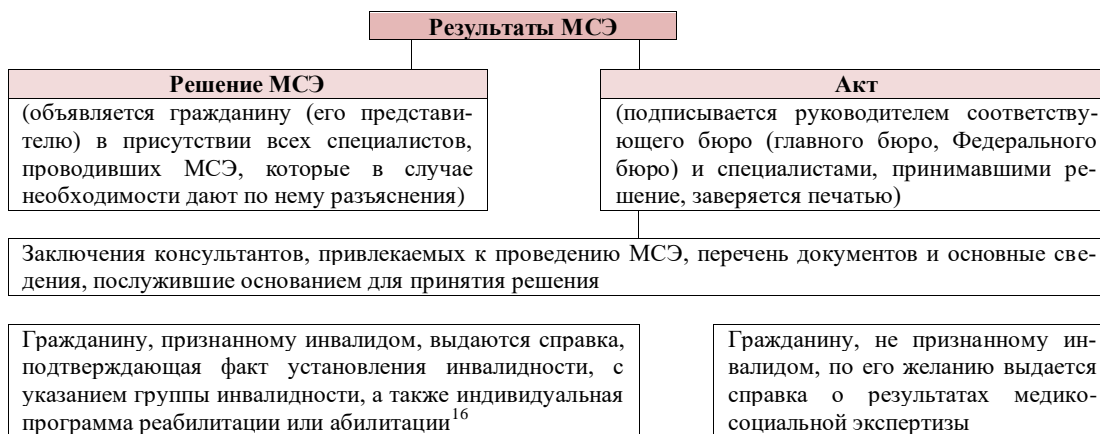 Результаты МСЭ
Решение МСЭ
(объявляется гражданину (его представи-
телю) в присутствии всех специалистов,
проводивших МСЭ, которые в случае
необходимости дают по нему разъяснения)
Акт
(подписывается руководителем соответству-
ющего бюро (главного бюро, Федерального
бюро) и специалистами, принимавшими ре-
шение, заверяется печатью)
Заключения консультантов, привлекаемых к проведению МСЭ, перечень документов и основные све-
дения, послужившие основанием для принятия решения
Гражданину, признанному инвалидом, выдаются справка,
подтверждающая факт установления инвалидности, с
указанием группы инвалидности, а также индивидуальная
программа реабилитации или абилитации16
Гражданину, не признанному ин-
валидом, по его желанию выдается
справка о результатах медико-
социальной экспертизы